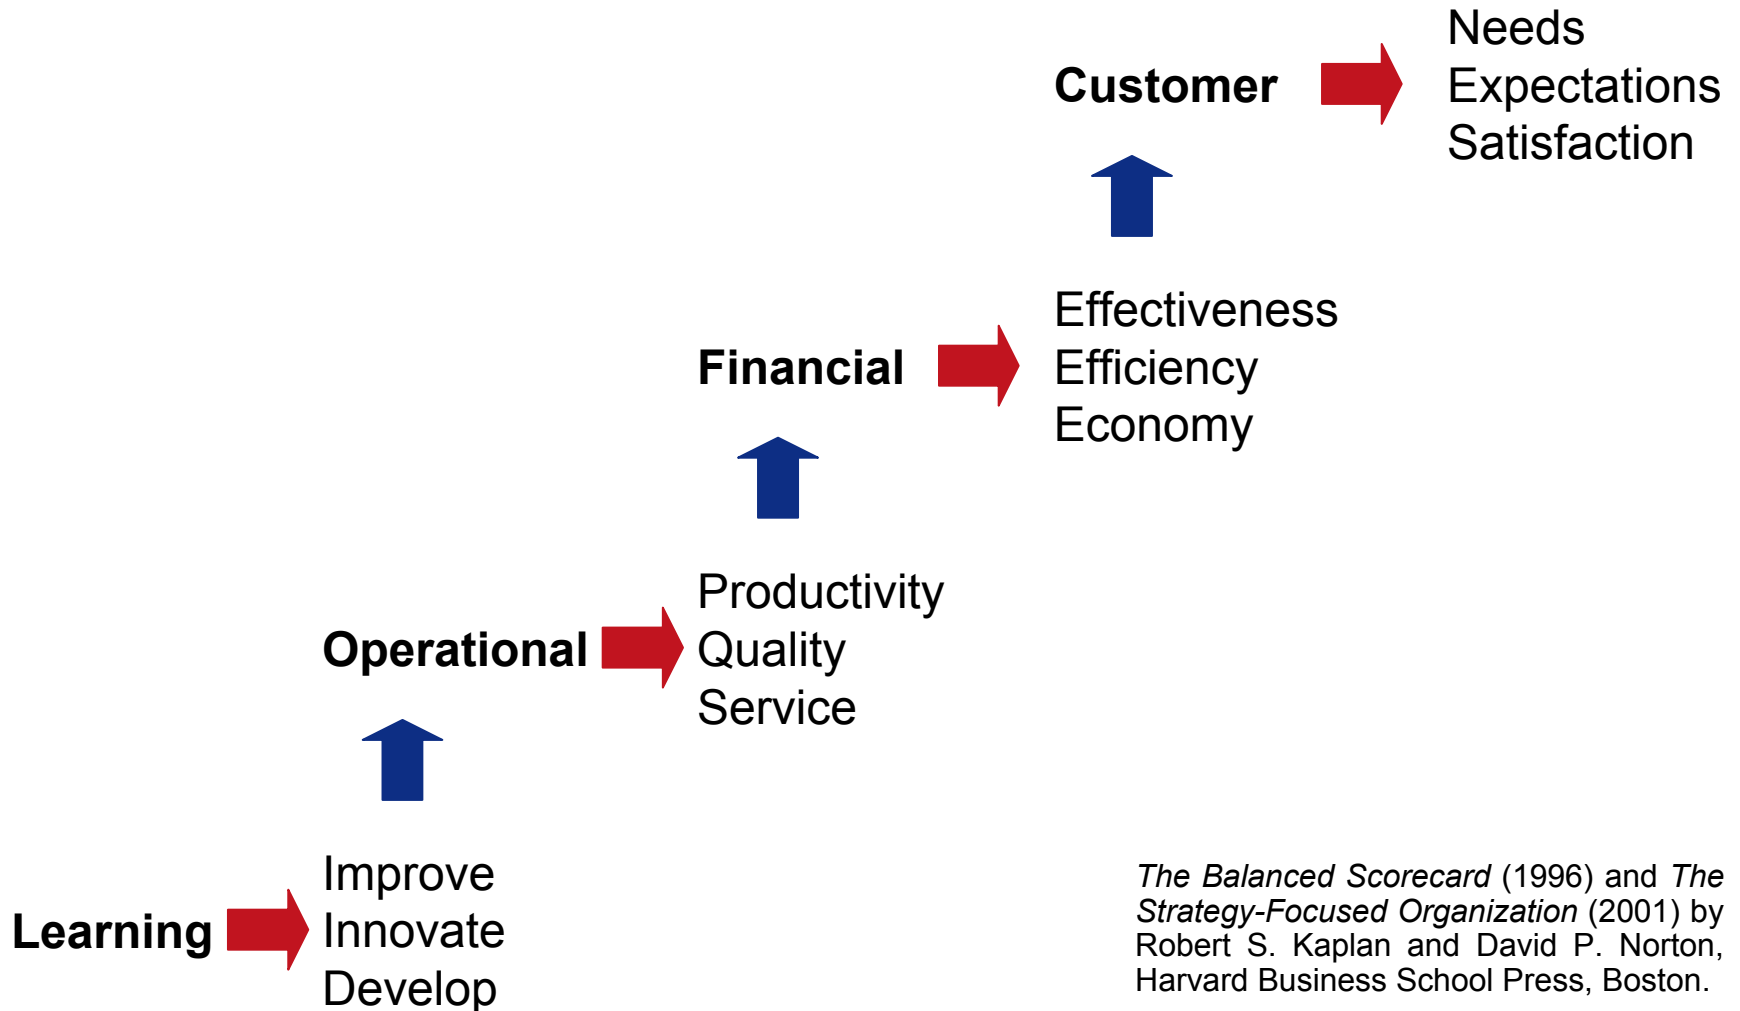 Needs
Customer
Expectations
Satisfaction
Effectiveness
Financial
Efficiency
Economy
Productivity
Operational
Quality
Service
Improve
Learning
Innovate
Develop
The Balanced Scorecard (1996) and The
Strategy-Focused Organization (2001) by
Robert S. Kaplan and David P. Norton,
Harvard Business School Press, Boston.